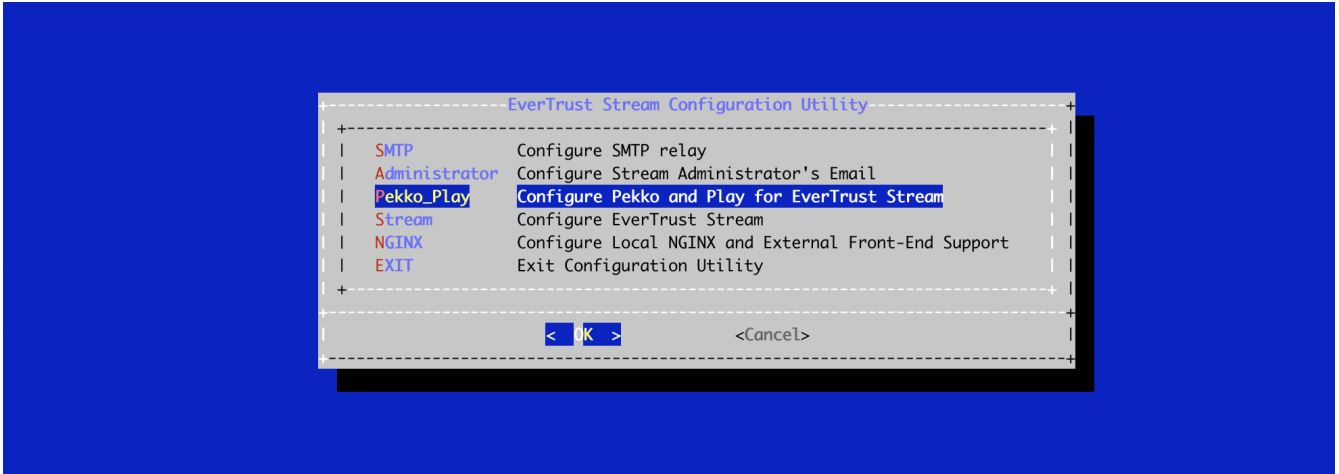 EverTrust Stream Configuration Utility
SMTP Configure SMTP relay
Administrator Configure Stream Administrator's Email
Pekko_Play Configure Pekko and Play for EverTrust Stream
Stream Configure EverTrust Stream
NGINX Configure Local NGINX and External Front-End Support
EXIT Exit Configuration Utility
< OK > <Cancel>